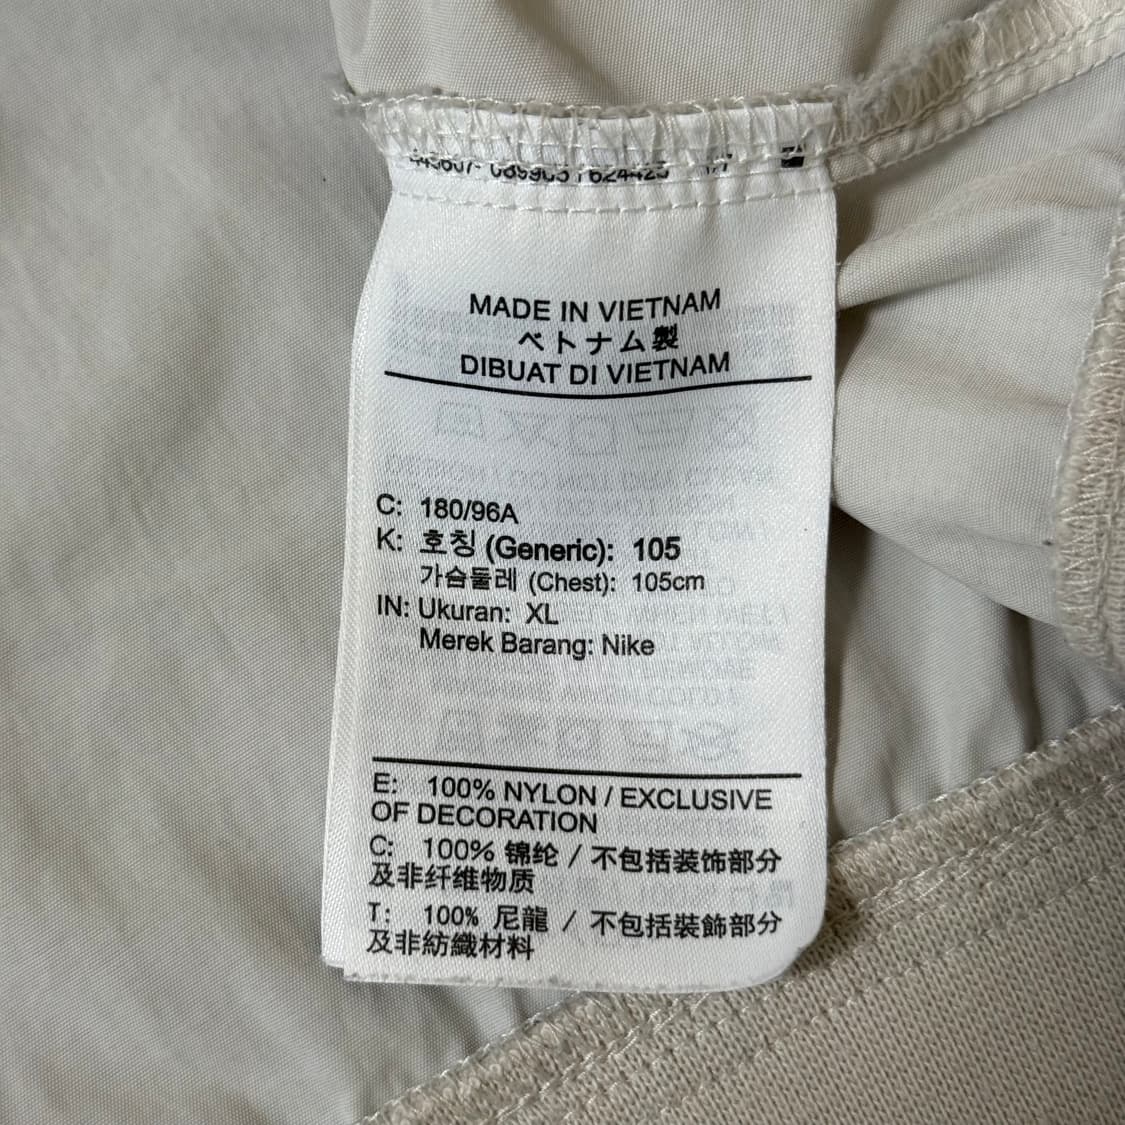 MADE IN VIETNAM
ベトナム製
DIBUAT DI VIETNAM
C: 180/96A
K: 호칭 (Generic): 105
가슴둘레 (Chest): 105cm
IN: Ukuran: XL
Merek Barang: Nike
E: 100% NYLON / EXCLUSIVE
OF DECORATION
C: 100% 锦纶 / 不包括装饰部分
及非纤维物质
T: 100% 尼龍 / 不包括裝飾部分
及非紡織材料